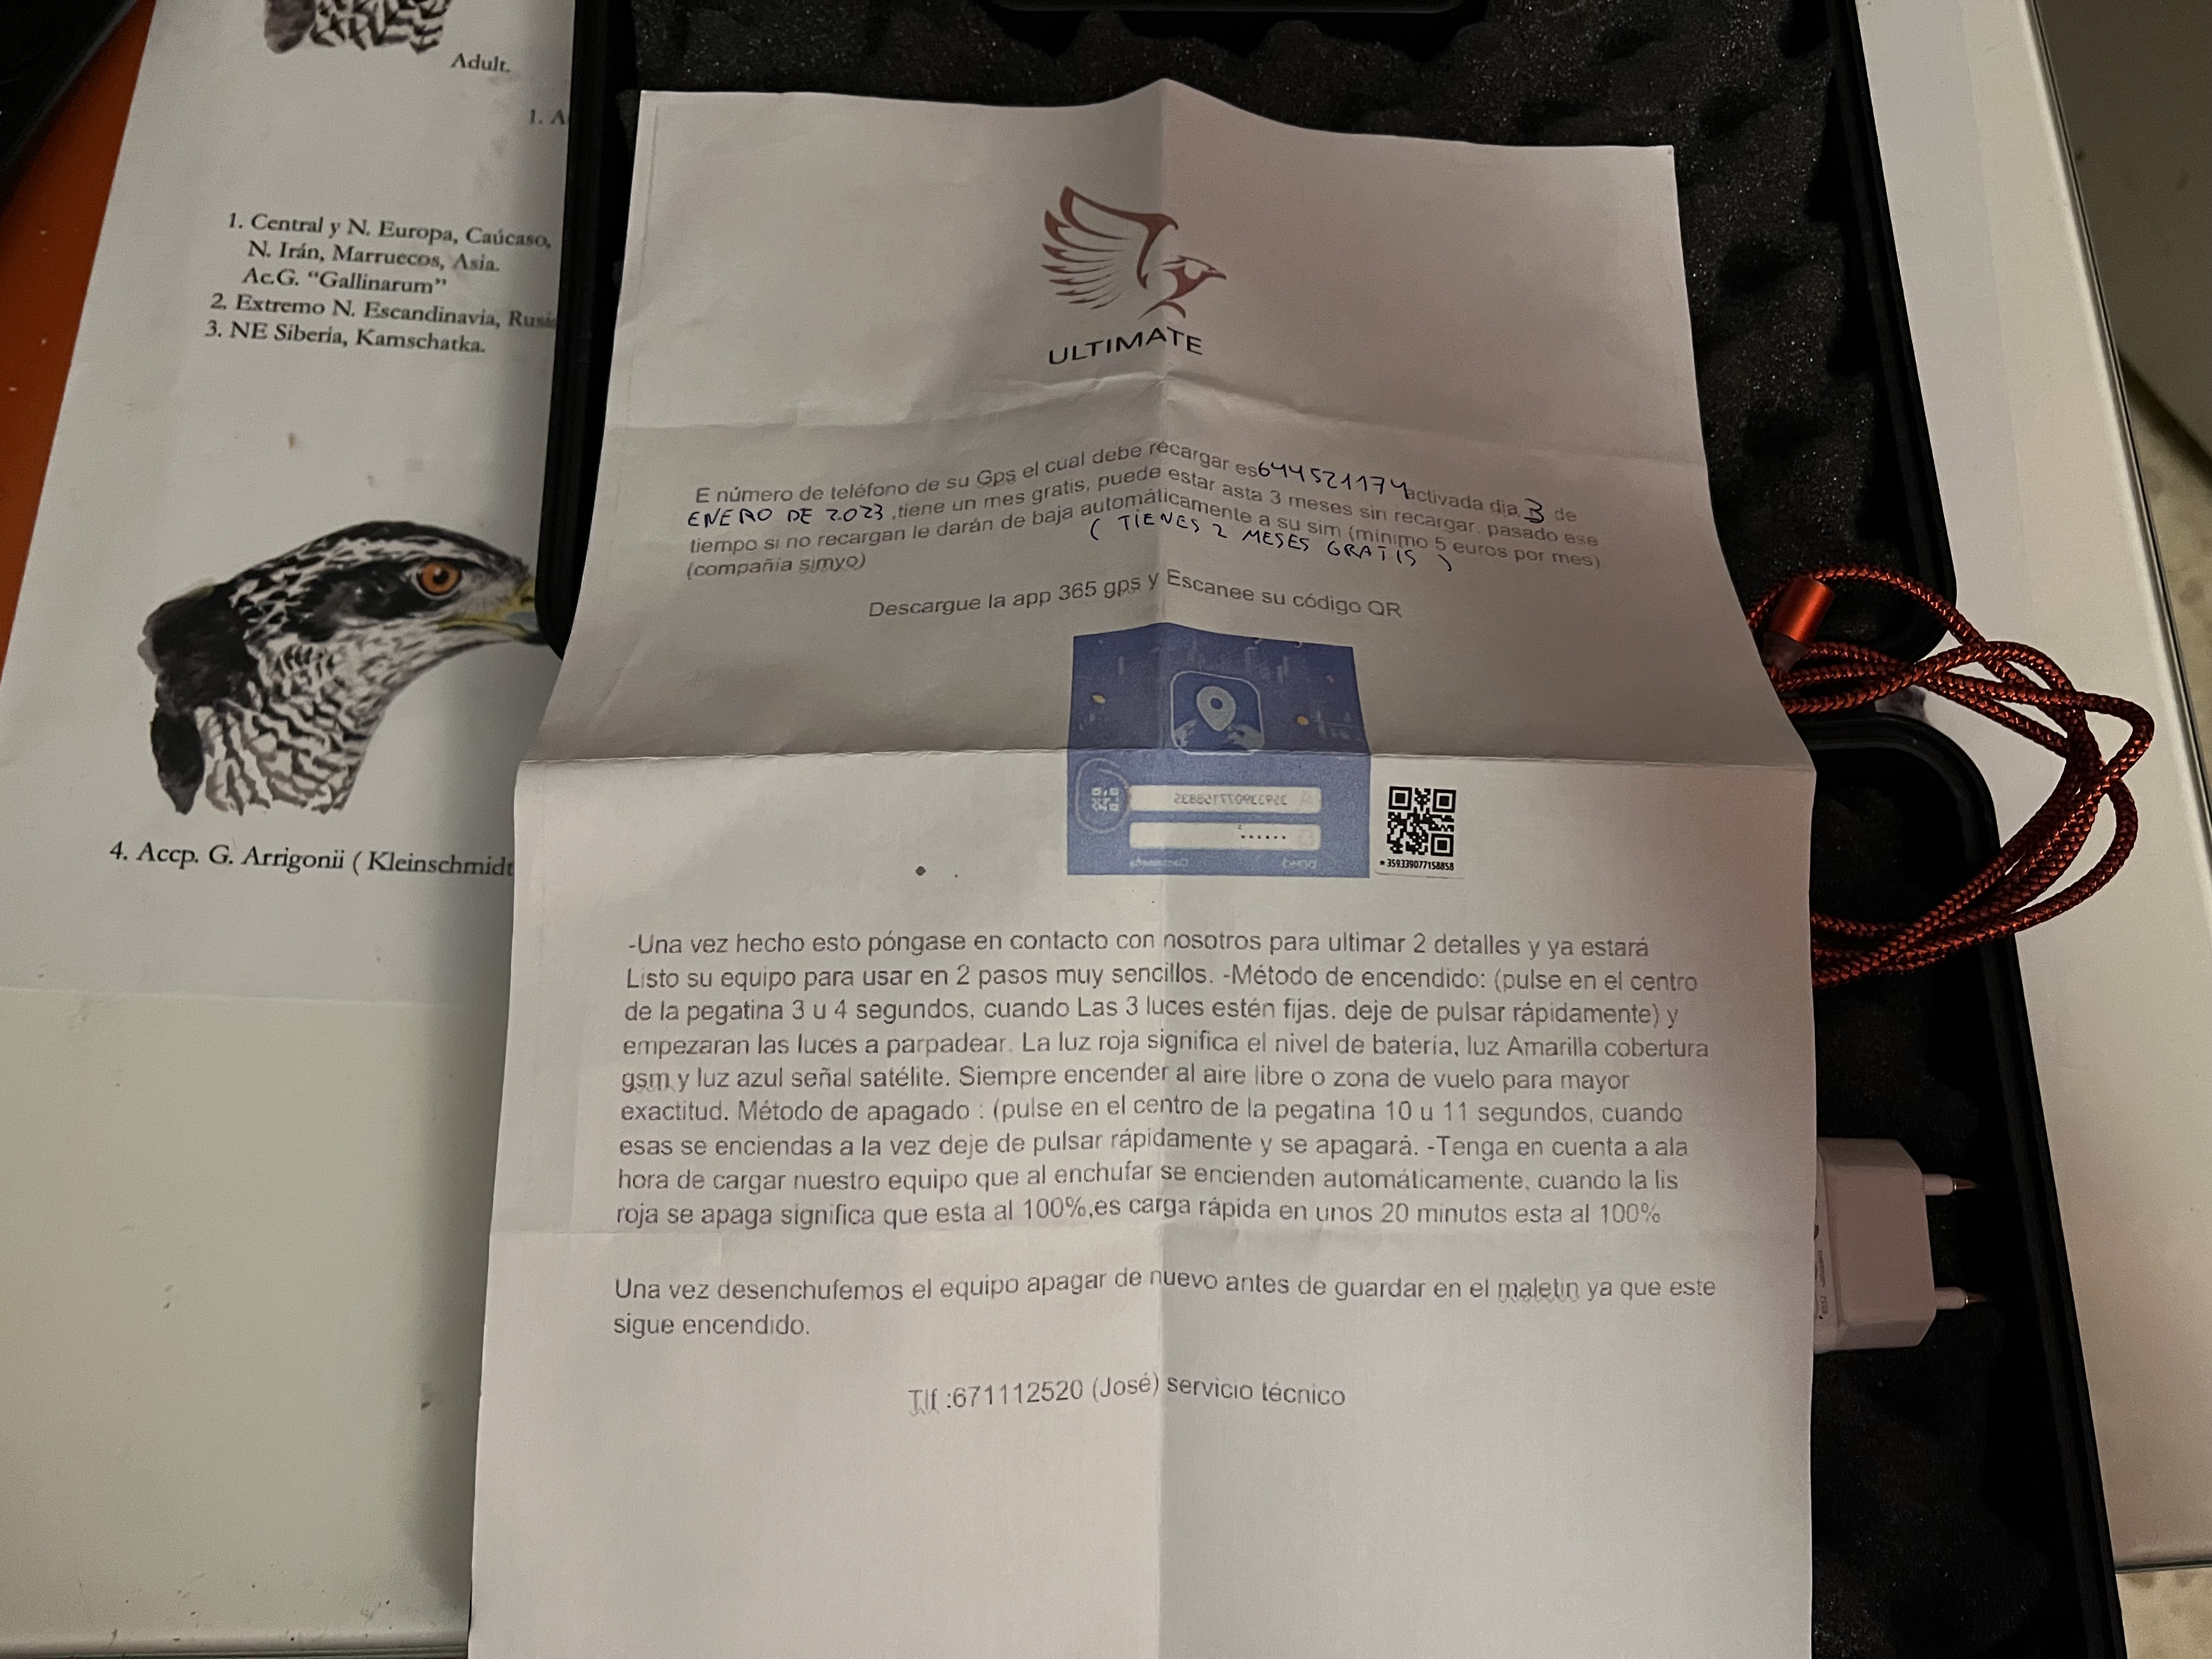 Adult.
1. A
1. Central y N. Europa, Caúcaso,
N. Irán, Marruecos, Asia.
Ac.G. “Gallinarum”
2. Extremo N. Escandinavia, Rusia
3. NE Siberia, Kamschatka.
4. Accp. G. Arrigonii ( Kleinschmidt
ULTIMATE
E número de teléfono de su Gps el cual debe recargar es 644521174 activada dia 3 de
ENERO DE 2023 ,tiene un mes gratis, puede estar asta 3 meses sin recargar. pasado ese
tiempo si no recargan le darán de baja automáticamente a su sim (mínimo 5 euros por mes)
(compañia simyo)
( TIENES 2 MESES GRATIS )
Descargue la app 365 gps y Escanee su código QR
359339077158858
-Una vez hecho esto póngase en contacto con nosotros para ultimar 2 detalles y ya estará
Listo su equipo para usar en 2 pasos muy sencillos. -Método de encendido: (pulse en el centro
de la pegatina 3 u 4 segundos, cuando Las 3 luces estén fijas. deje de pulsar rápidamente) y
empezaran las luces a parpadear. La luz roja significa el nivel de batería, luz Amarilla cobertura
gsm y luz azul señal satélite. Siempre encender al aire libre o zona de vuelo para mayor
exactitud. Método de apagado : (pulse en el centro de la pegatina 10 u 11 segundos, cuando
esas se enciendas a la vez deje de pulsar rápidamente y se apagará. -Tenga en cuenta a ala
hora de cargar nuestro equipo que al enchufar se encienden automáticamente, cuando la lis
roja se apaga significa que esta al 100%,es carga rápida en unos 20 minutos esta al 100%
Una vez desenchufemos el equipo apagar de nuevo antes de guardar en el maletin ya que este
sigue encendido.
Tlf :671112520 (José) servicio técnico